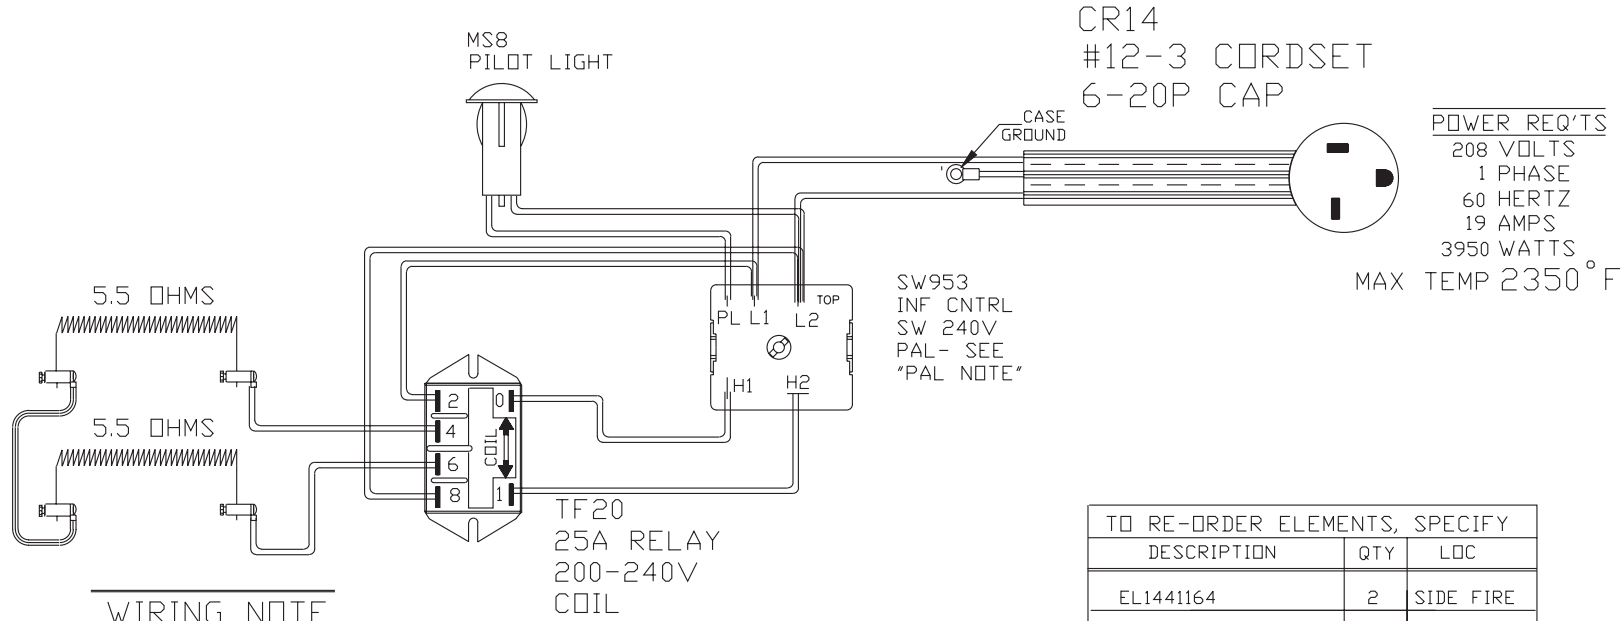 CR14
#12-3 CORDSET
6-20P CAP
MS8
PILOT LIGHT
CASE
GROUND
POWER REQ'TS
208 VOLTS
1 PHASE
60 HERTZ
19 AMPS
3950 WATTS
MAX TEMP 2350°F
SW953
INF CNTRL
SW 240V
PAL- SEE
"PAL NOTE"
TOP
PL L1 L2
H1 H2
5.5 OHMS
5.5 OHMS
2 0
4
COIL
6
8 1
TF20
25A RELAY
200-240V
COIL
WIRING NOTE
TO RE-ORDER ELEMENTS, SPECIFY
DESCRIPTION QTY LOC
EL1441164 2 SIDE FIRE